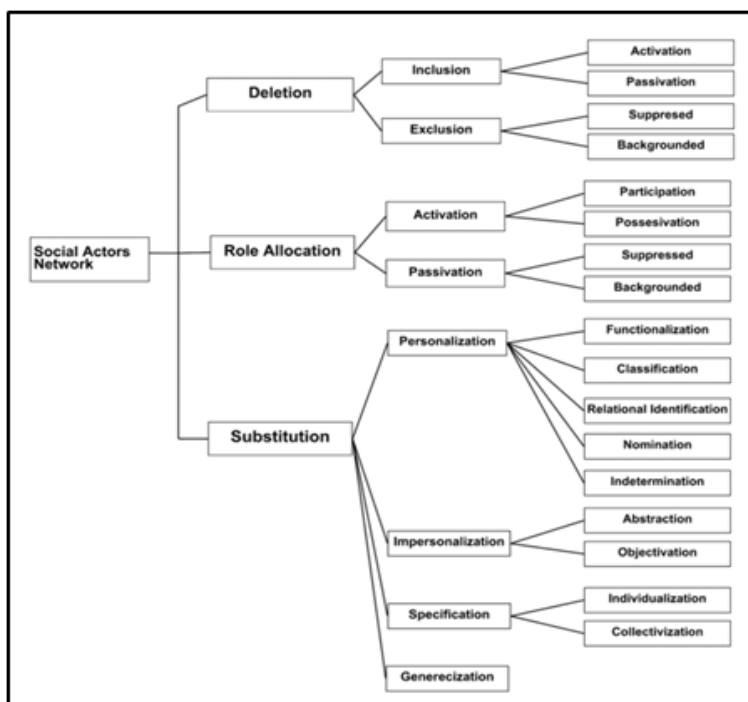 Activation
Inclusion
Deletion
Passivation
Suppresed
Exclusion
Backgrounded
Participation
Activation
Possesivation
Social Actors
Network
Role Allocation
Suppressed
Passivation
Backgrounded
Functionalization
Personalization
Classification
Relational Identification
Substitution
Nomination
Indetermination
Abstraction
Impersonalization
Objectivation
Individualization
Specification
Collectivization
Generecization